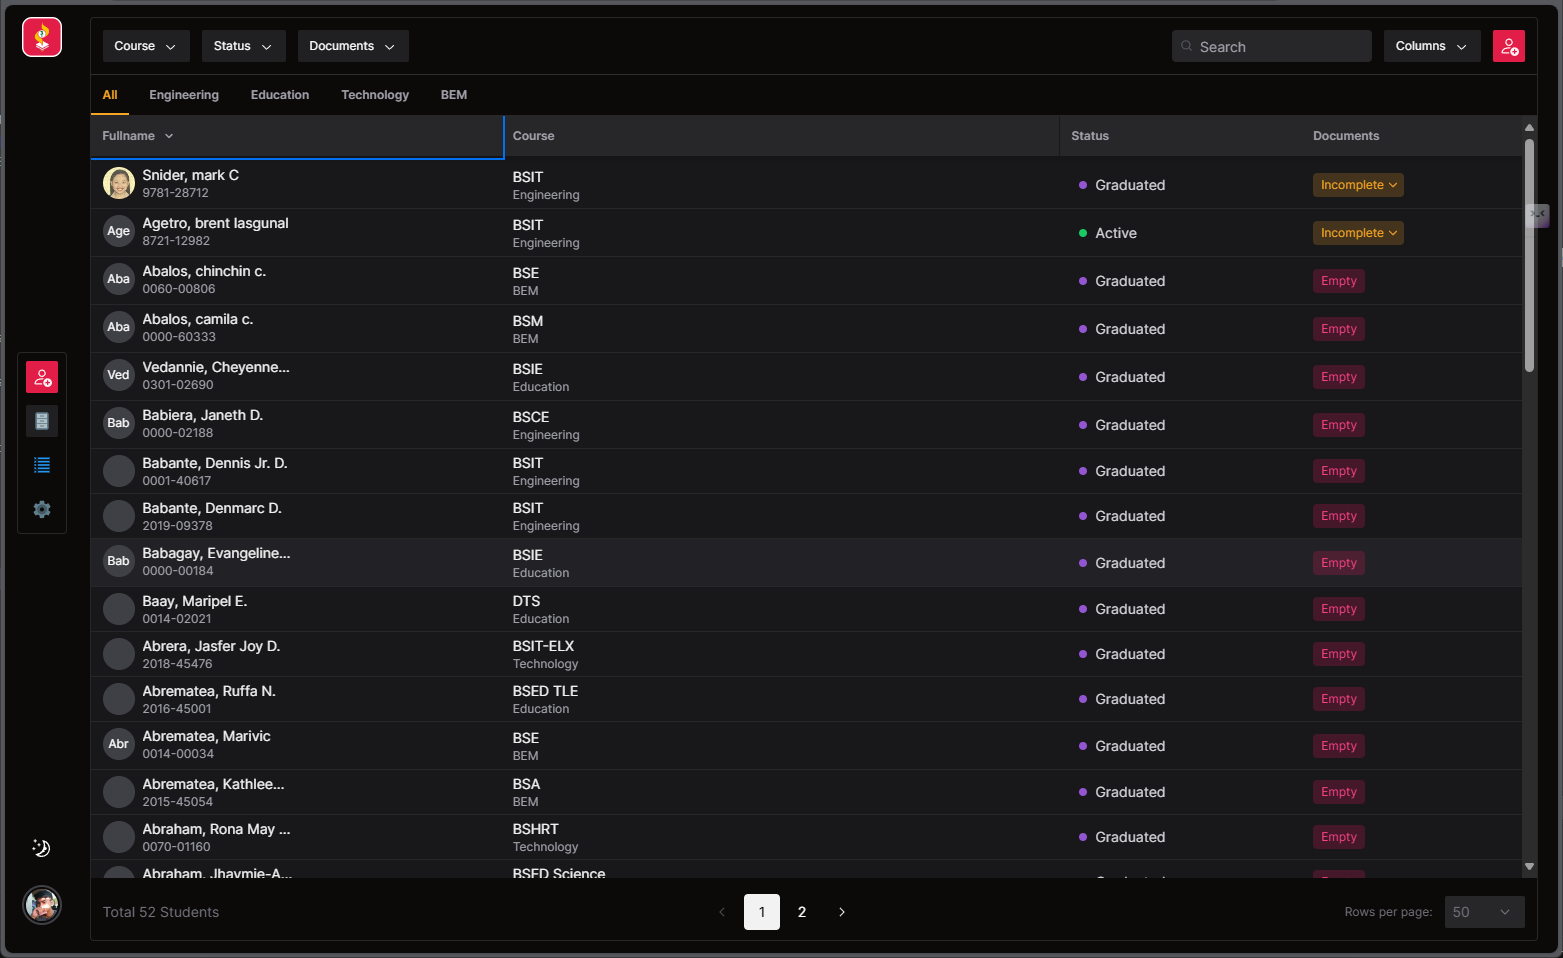 Course Status Documents Search Columns
All Engineering Education Technology BEM
Fullname Course Status Documents
Snider, mark C BSIT Graduated Incomplete
9781-28712 Engineering
Age Agetro, brent lasgunal BSIT Active Incomplete
8721-12982 Engineering
Aba Abalos, chinchin c. BSE Graduated Empty
0060-00806 BEM
Aba Abalos, camila c. BSM Graduated Empty
0000-60333 BEM
Ved Vedannie, Cheyenne... BSIE Graduated Empty
0301-02690 Education
Bab Babiera, Janeth D. BSCE Graduated Empty
0000-02188 Engineering
Babante, Dennis Jr. D. BSIT Graduated Empty
0001-40617 Engineering
Babante, Denmarc D. BSIT Graduated Empty
2019-09378 Engineering
Bab Babagay, Evangeline... BSIE Graduated Empty
0000-00184 Education
Baay, Maripel E. DTS Graduated Empty
0014-02021 Education
Abrera, Jasfer Joy D. BSIT-ELX Graduated Empty
2018-45476 Technology
Abrematea, Ruffa N. BSED TLE Graduated Empty
2016-45001 Education
Abr Abrematea, Marivic BSE Graduated Empty
0014-00034 BEM
Abrematea, Kathlee... BSA Graduated Empty
2015-45054 BEM
Abraham, Rona May ... BSHRT Graduated Empty
0070-01160 Technology
Abraham, Jhaymie-A... BSED Science
Total 52 Students 1 2 Rows per page: 50